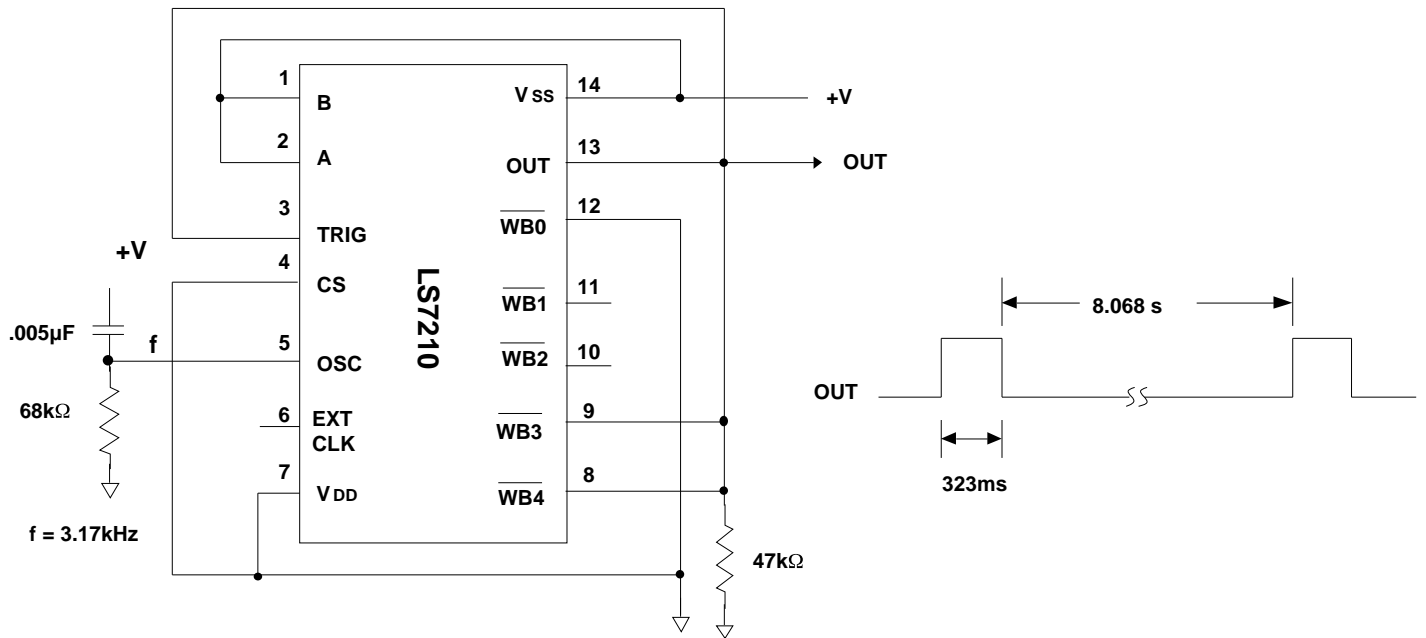 1
B
2
A
3
TRIG
4
CS
5
OSC
6
EXT
CLK
7
VDD
LS7210
VSS
14
OUT
13
WB0
12
WB1
11
WB2
10
WB3
9
WB4
8
+V
OUT
+V
.005µF
f
68kΩ
f = 3.17kHz
47kΩ
8.068 s
OUT
323ms